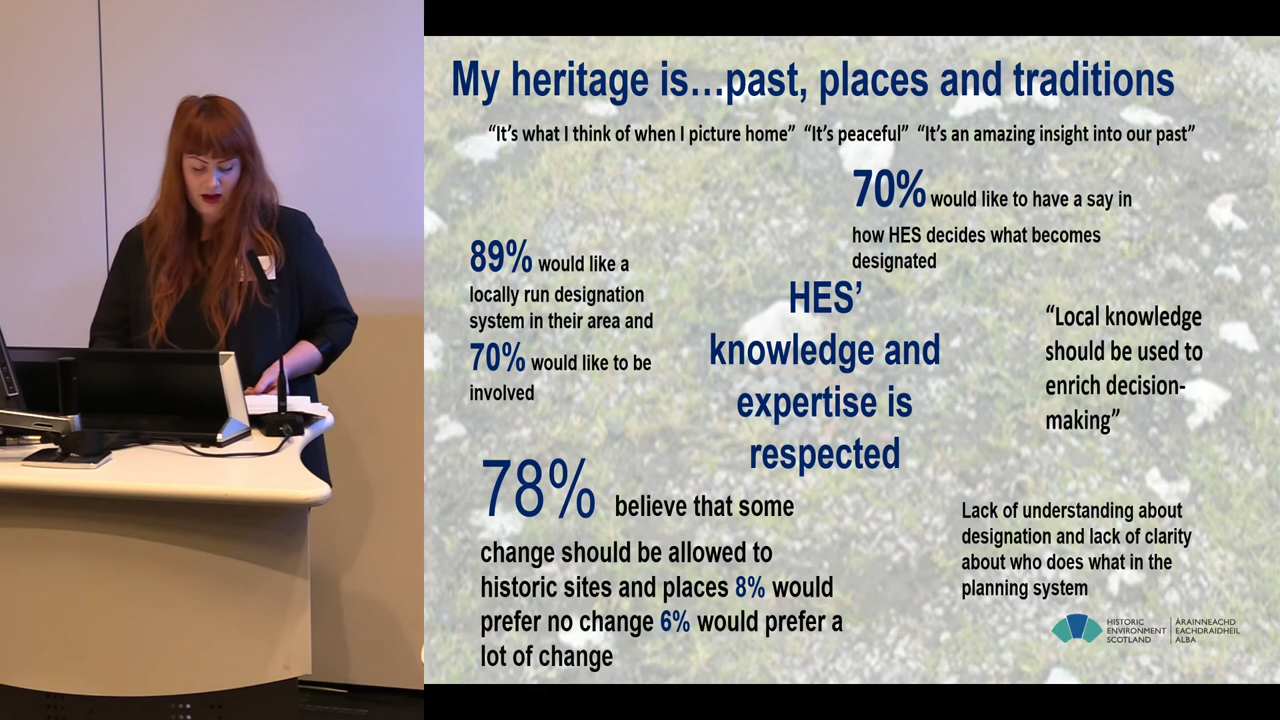 My heritage is…past, places and traditions
“It’s what I think of when I picture home” “It’s peaceful” “It’s an amazing insight into our past”
70% would like to have a say in
how HES decides what becomes
designated
89% would like a
locally run designation
system in their area and
70% would like to be
involved
HES’
knowledge and
expertise is
respected
“Local knowledge
should be used to
enrich decision-
making”
78% believe that some
change should be allowed to
historic sites and places 8% would
prefer no change 6% would prefer a
lot of change
Lack of understanding about
designation and lack of clarity
about who does what in the
planning system
HISTORIC
ENVIRONMENT
SCOTLAND
ÀRAINNEACHD
EACHDRAIDHEIL
ALBA